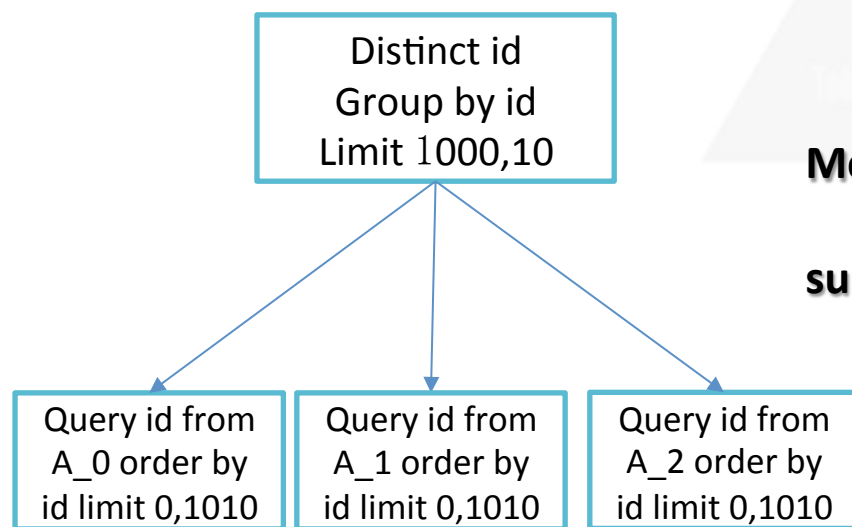 Distinct id
Group by id
Limit 1000,10
Query id from
A_0 order by
id limit 0,1010
Query id from
A_1 order by
id limit 0,1010
Query id from
A_2 order by
id limit 0,1010